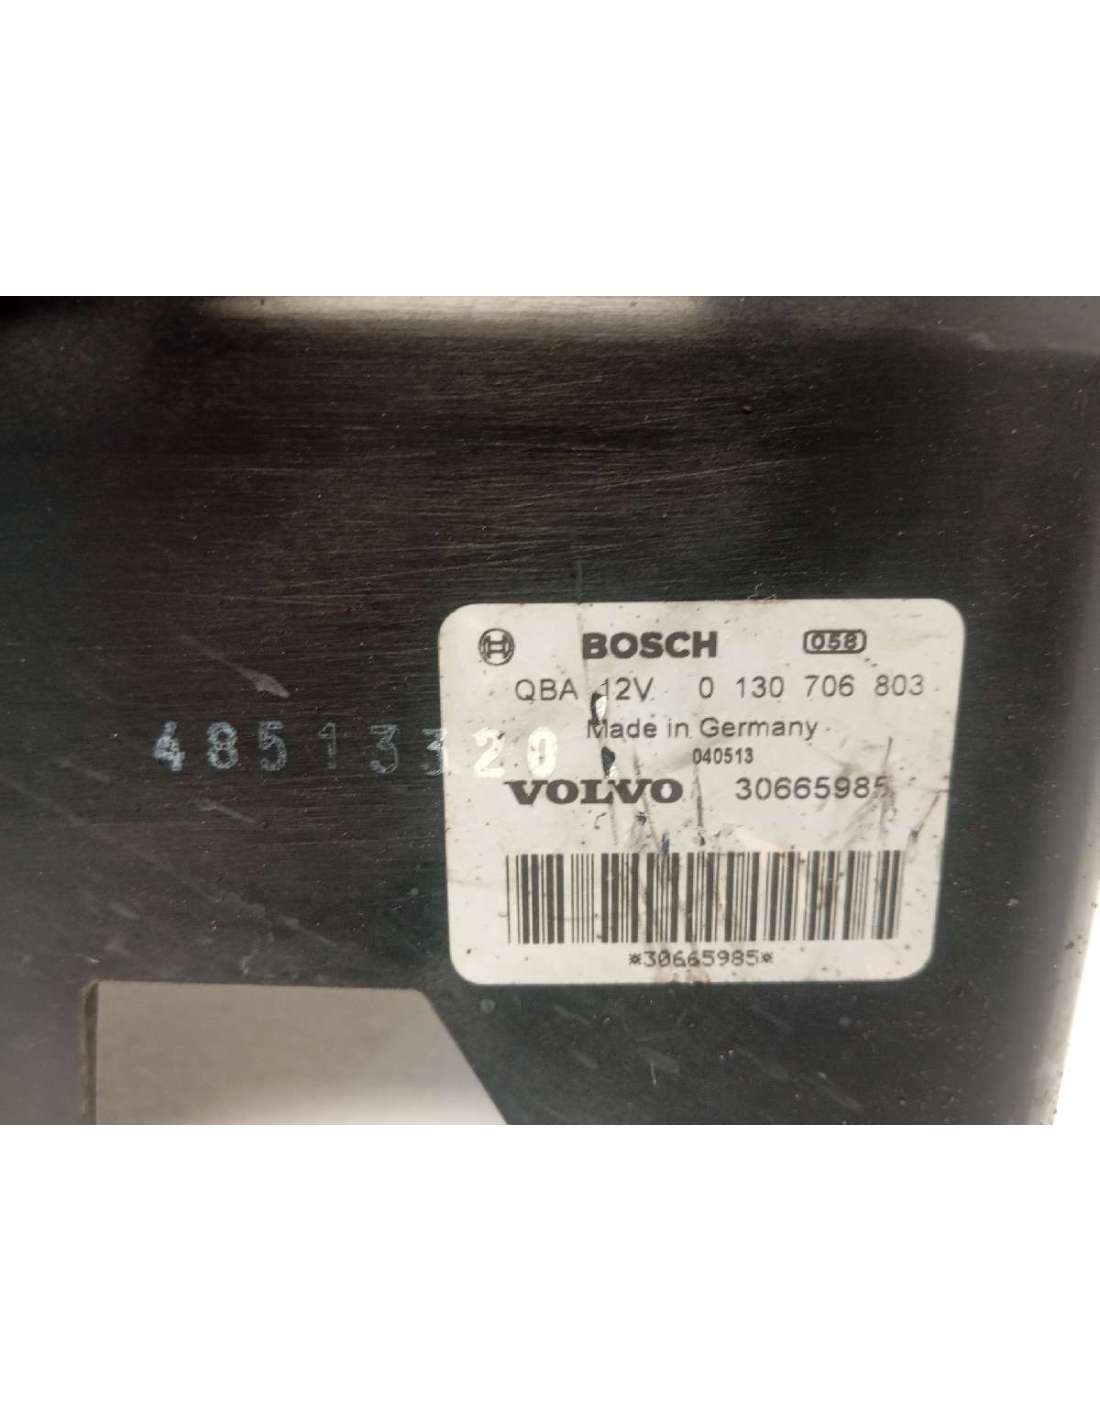 BOSCH 058
QBA 12V 0 130 706 803
Made in Germany
48513320
040513
VOLVO 30665985
*30665985*